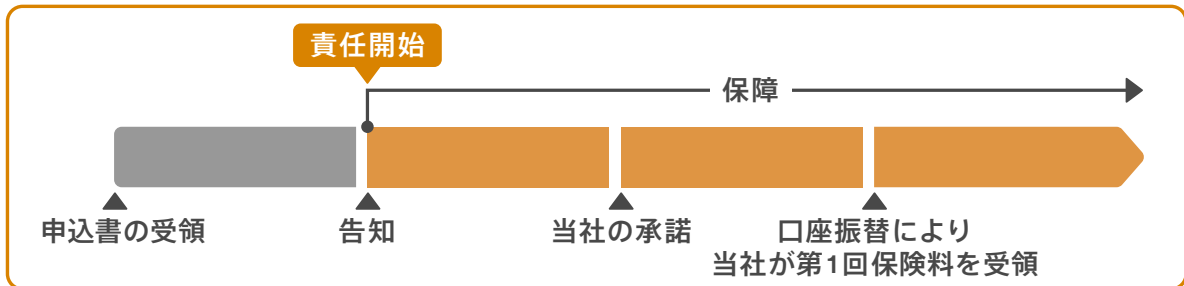 責任開始
保障
申込書の受領
告知
当社の承諾
口座振替により
当社が第1回保険料を受領